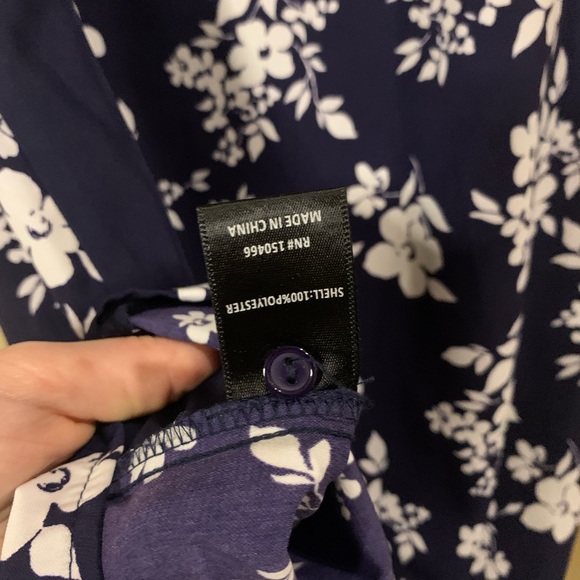 SHELL:100%POLYESTER
RN# 150466
MADE IN CHINA